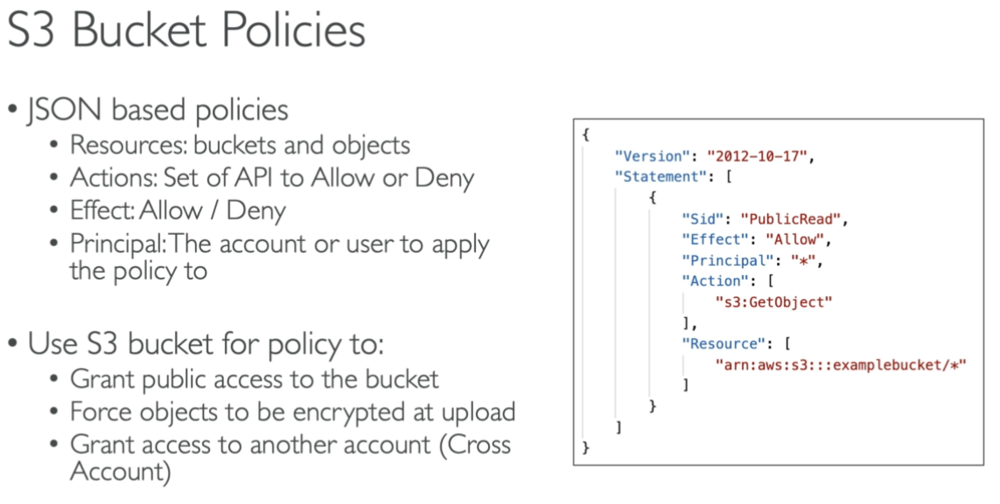 S3 Bucket Policies
• JSON based policies
• Resources: buckets and objects
• Actions: Set of API to Allow or Deny
• Effect: Allow / Deny
• Principal: The account or user to apply
the policy to
• Use S3 bucket for policy to:
• Grant public access to the bucket
• Force objects to be encrypted at upload
• Grant access to another account (Cross
Account)
{
"Version": "2012-10-17",
"Statement": [
{
"Sid": "PublicRead",
"Effect": "Allow",
"Principal": "*",
"Action": [
"s3:GetObject"
],
"Resource": [
"arn:aws:s3:::examplebucket/*"
]
}
]
}